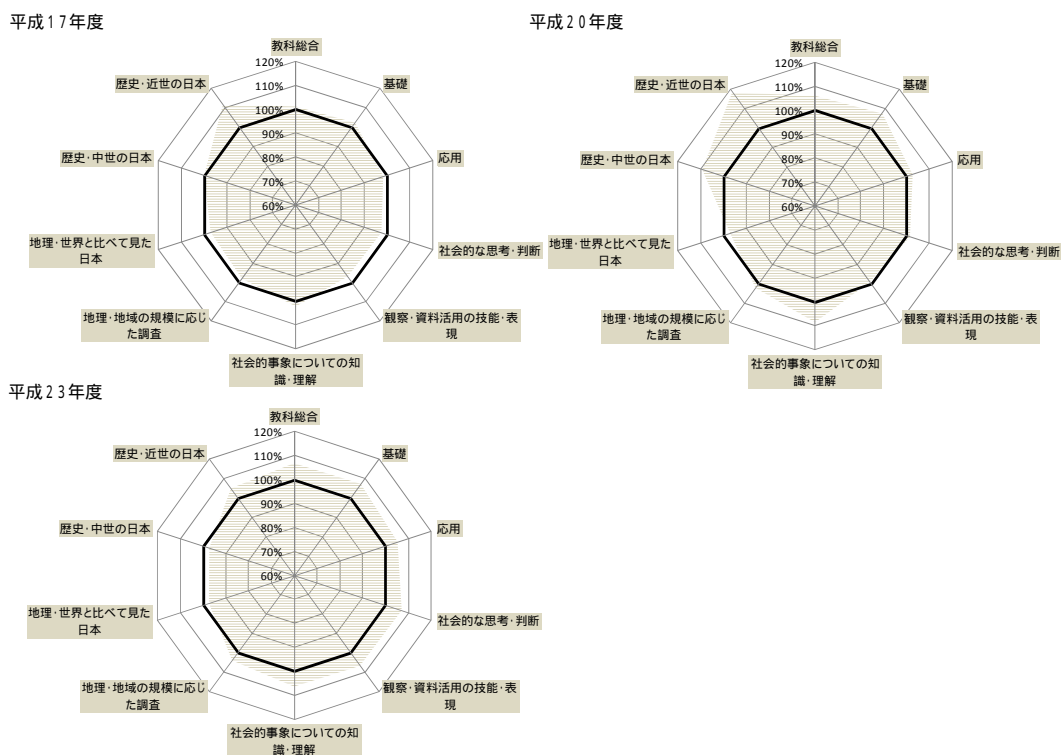 平成17年度
教科総合
基礎
応用
社会的な思考・判断
観察・資料活用の技能・表
現
社会的事象についての知
識・理解
地理・地域の規模に応じ
た調査
地理・世界と比べて見た
日本
歴史・中世の日本
歴史・近世の日本
120%
110%
100%
90%
80%
70%
60%
平成20年度
教科総合
基礎
応用
社会的な思考・判断
観察・資料活用の技能・表
現
社会的事象についての知
識・理解
地理・地域の規模に応じ
た調査
地理・世界と比べて見た
日本
歴史・中世の日本
歴史・近世の日本
120%
110%
100%
90%
80%
70%
60%
平成23年度
教科総合
基礎
応用
社会的な思考・判断
観察・資料活用の技能・表
現
社会的事象についての知
識・理解
地理・地域の規模に応じ
た調査
地理・世界と比べて見た
日本
歴史・中世の日本
歴史・近世の日本
120%
110%
100%
90%
80%
70%
60%